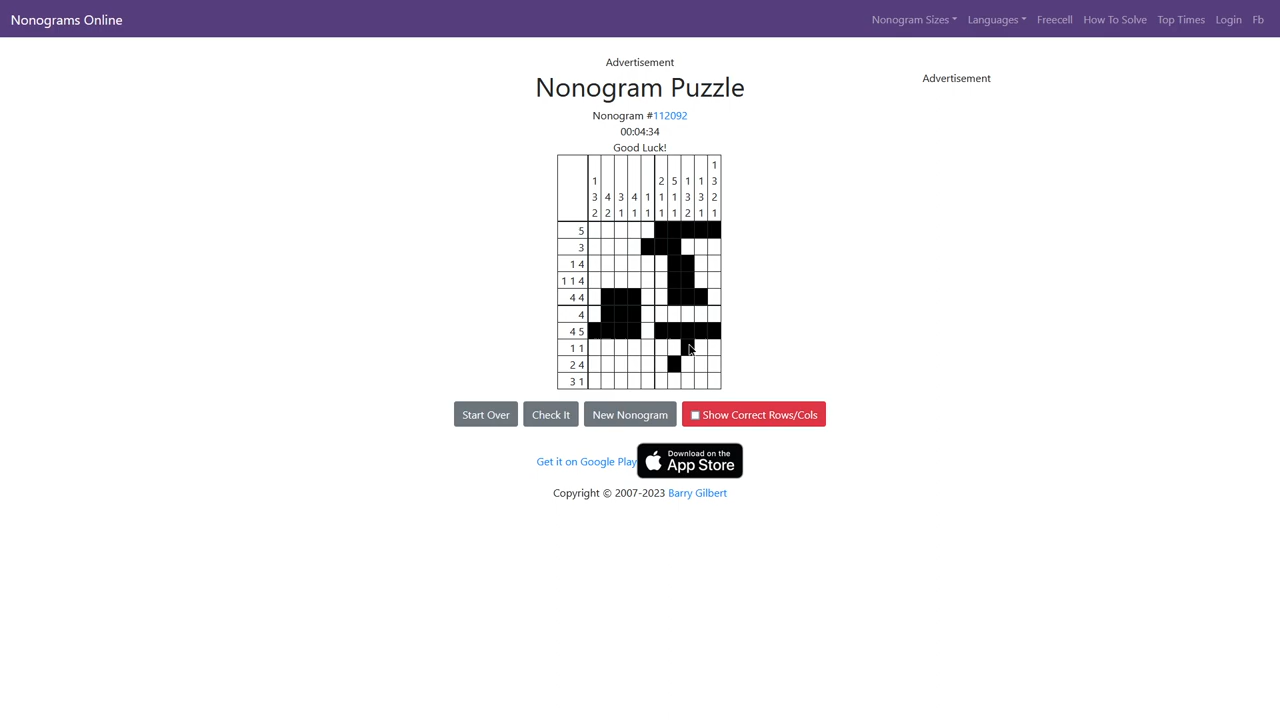 Nonograms Online
Nonogram Sizes Languages Freecell How To Solve Top Times Login Fb
Advertisement
Advertisement
Nonogram Puzzle
Nonogram #112092
00:04:34
Good Luck!
1
2 5 1 1 3
1 4 3 4 1 1 1 3 3 2
3 2 1 1 1 1 1 2 1 1
2
5
3
1 4
1 1 4
4 4
4
4 5
1 1
2 4
3 1
Start Over Check It New Nonogram Show Correct Rows/Cols
Get it on Google Play Download on the
App Store
Copyright © 2007-2023 Barry Gilbert